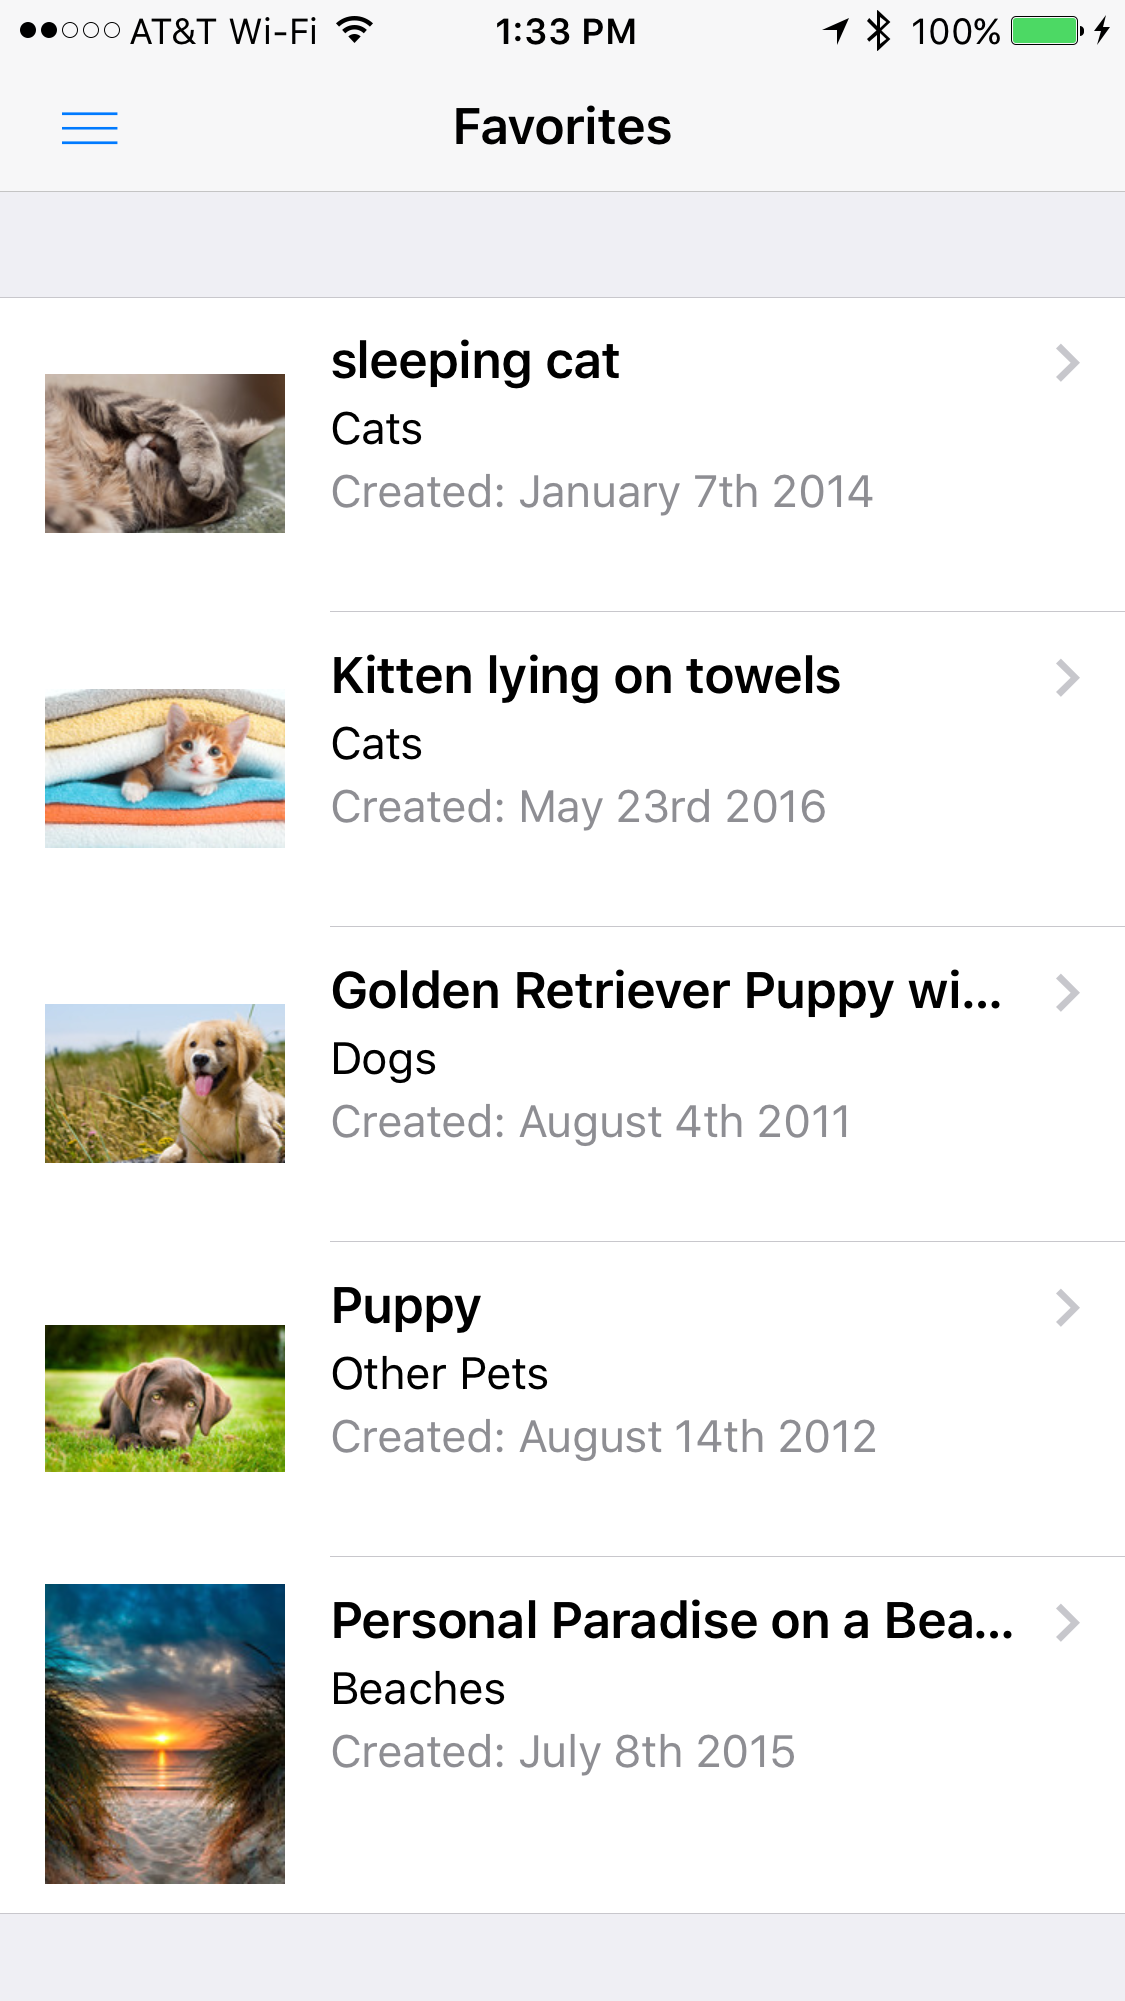 AT&T Wi-Fi 1:33 PM 100%
Favorites
sleeping cat
Cats
Created: January 7th 2014
Kitten lying on towels
Cats
Created: May 23rd 2016
Golden Retriever Puppy wi...
Dogs
Created: August 4th 2011
Puppy
Other Pets
Created: August 14th 2012
Personal Paradise on a Bea...
Beaches
Created: July 8th 2015